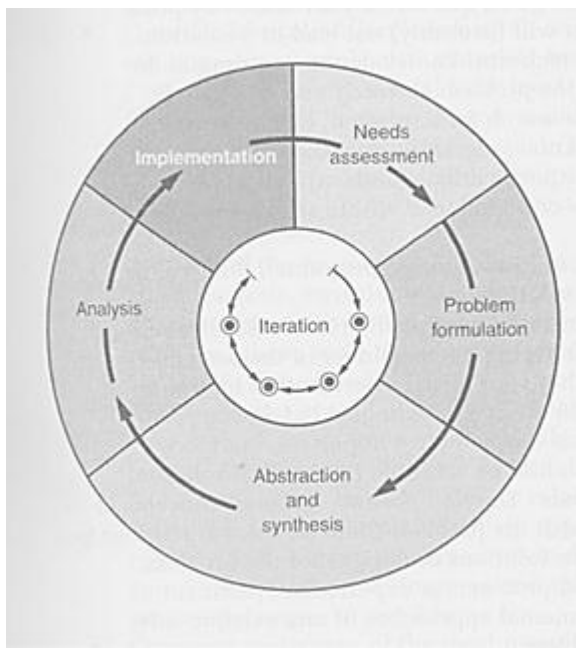 Implementation
Needs
assessment
Problem
formulation
Abstraction
and
synthesis
Analysis
Iteration